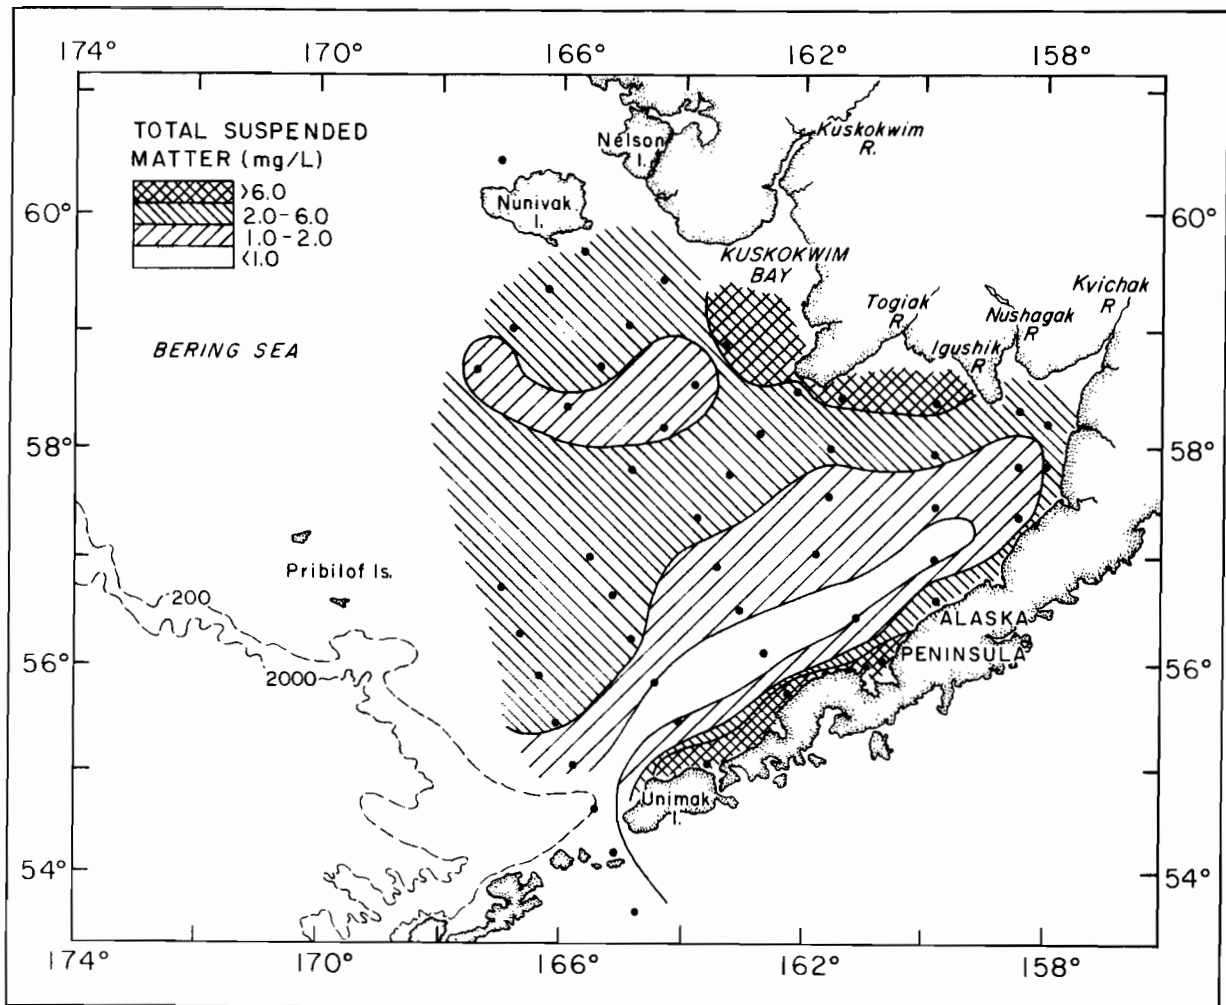 174° 170° 166° 162° 158°
TOTAL SUSPENDED
MATTER (mg/L)
>6.0
2.0-6.0
1.0-2.0
<1.0
Nelson
I.
Kuskokwim
R.
60° 60°
Nunivak
I.
KUSKOKWIM
BAY
Togiak
R
Nushagak
R
Kvichak
R
Igushik
R
BERING SEA
58° 58°
Pribilof Is.
200
2000
ALASKA
PENINSULA
56° 56°
Unimak
I.
54° 54°
174° 170° 166° 162° 158°